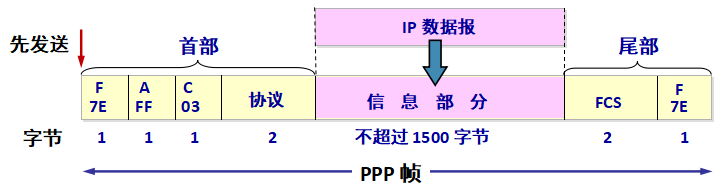 IP 数据报
先发送
首部
尾部
F A C F
7E FF 03 协议 信息部分 FCS 7E
字节 1 1 1 2 不超过 1500 字节 2 1
PPP 帧